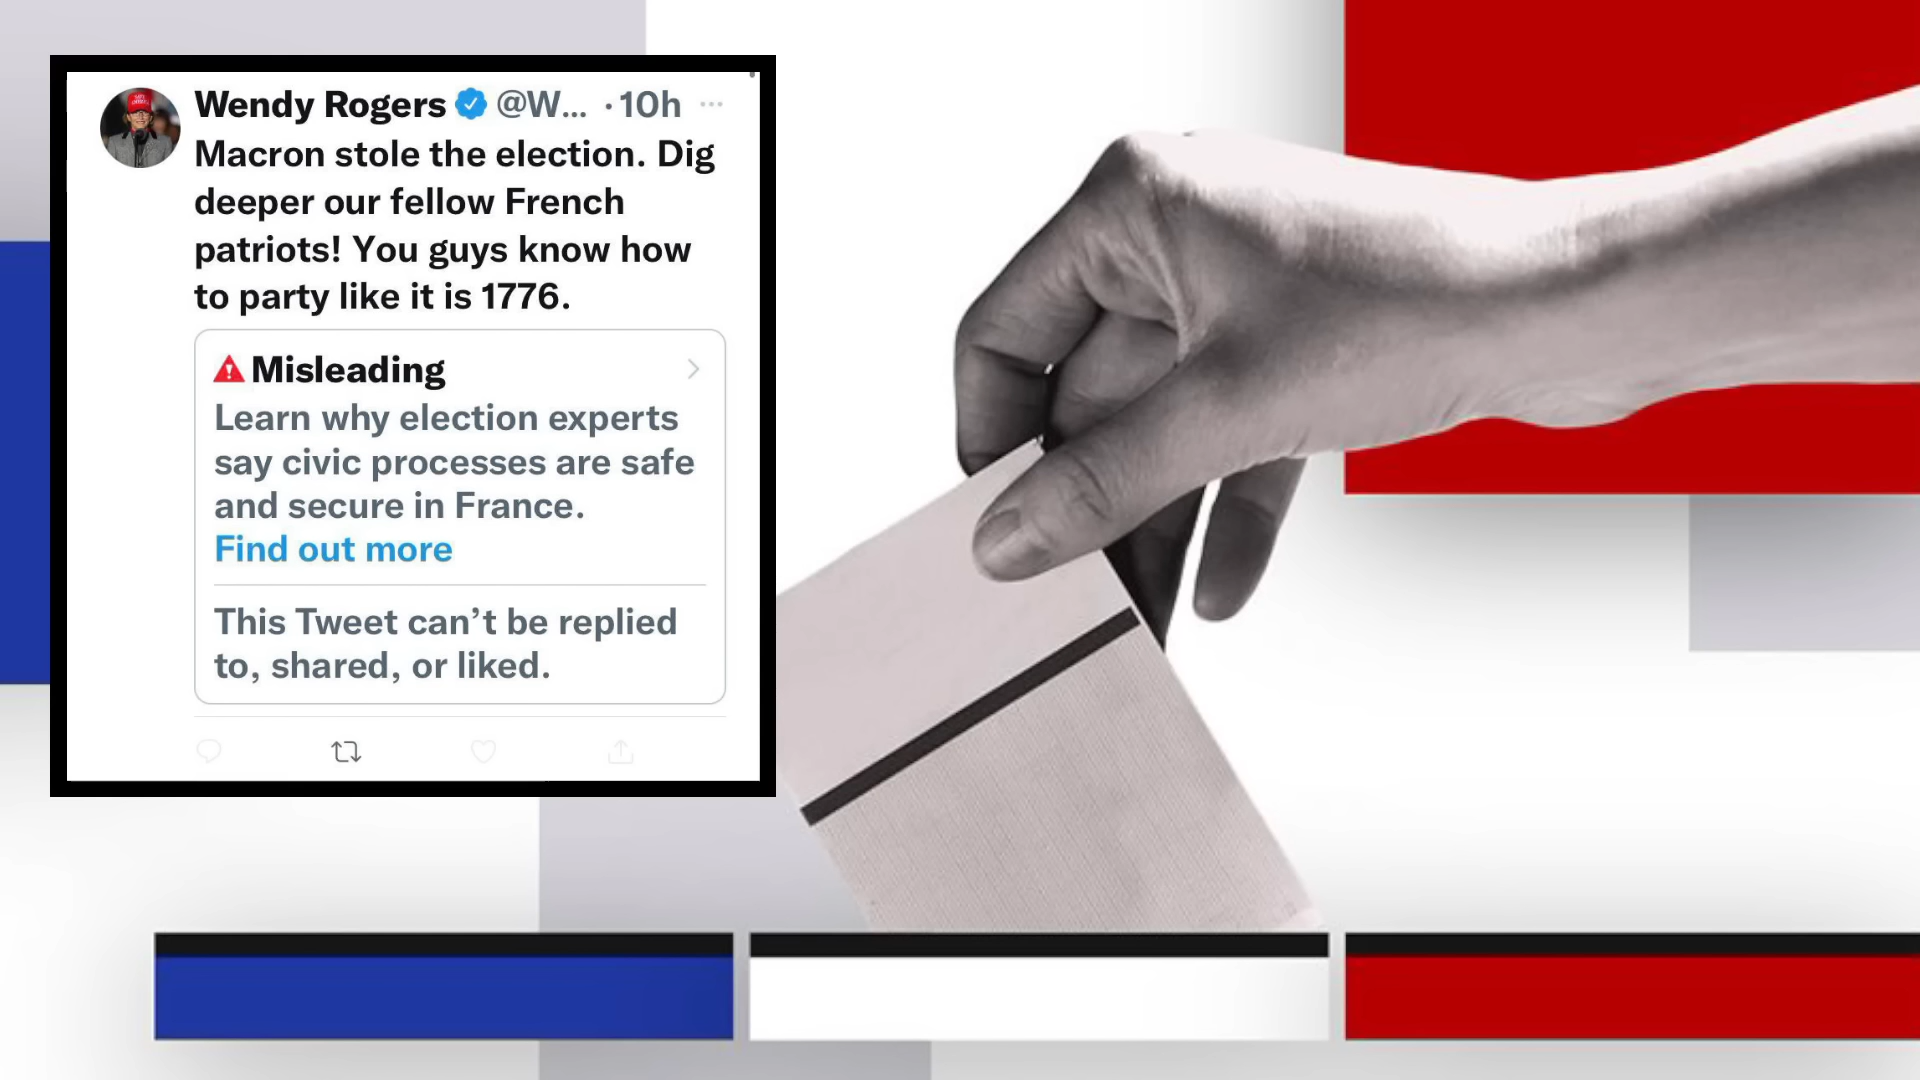 Wendy Rogers @W... · 10h ...
Macron stole the election. Dig
deeper our fellow French
patriots! You guys know how
to party like it is 1776.
Misleading
Learn why election experts
say civic processes are safe
and secure in France.
Find out more
This Tweet can’t be replied
to, shared, or liked.